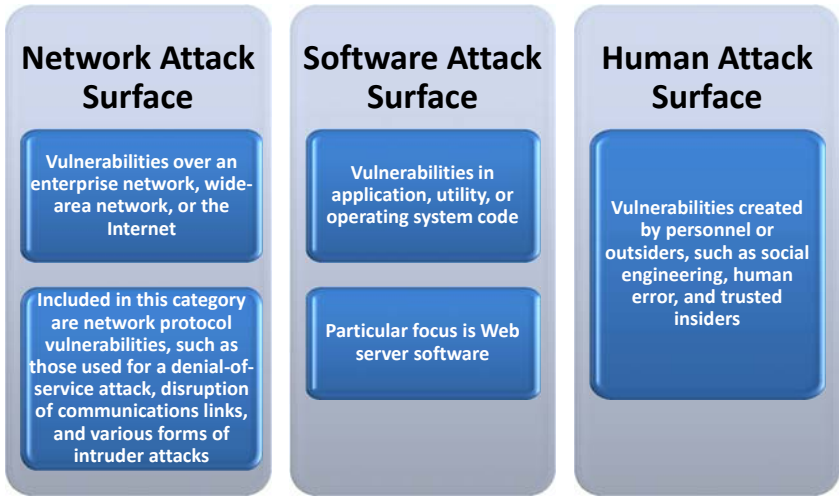 Network Attack
Surface
Vulnerabilities over an
enterprise network, wide-
area network, or the
Internet
Included in this category
are network protocol
vulnerabilities, such as
those used for a denial-of-
service attack, disruption
of communications links,
and various forms of
intruder attacks
Software Attack
Surface
Vulnerabilities in
application, utility, or
operating system code
Particular focus is Web
server software
Human Attack
Surface
Vulnerabilities created
by personnel or
outsiders, such as social
engineering, human
error, and trusted
insiders